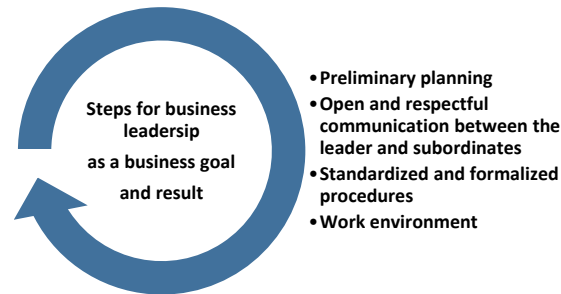 Steps for business
leadersip
as a business goal
and result
•Preliminary planning
•Open and respectful
communication between the
leader and subordinates
•Standardized and formalized
procedures
•Work environment